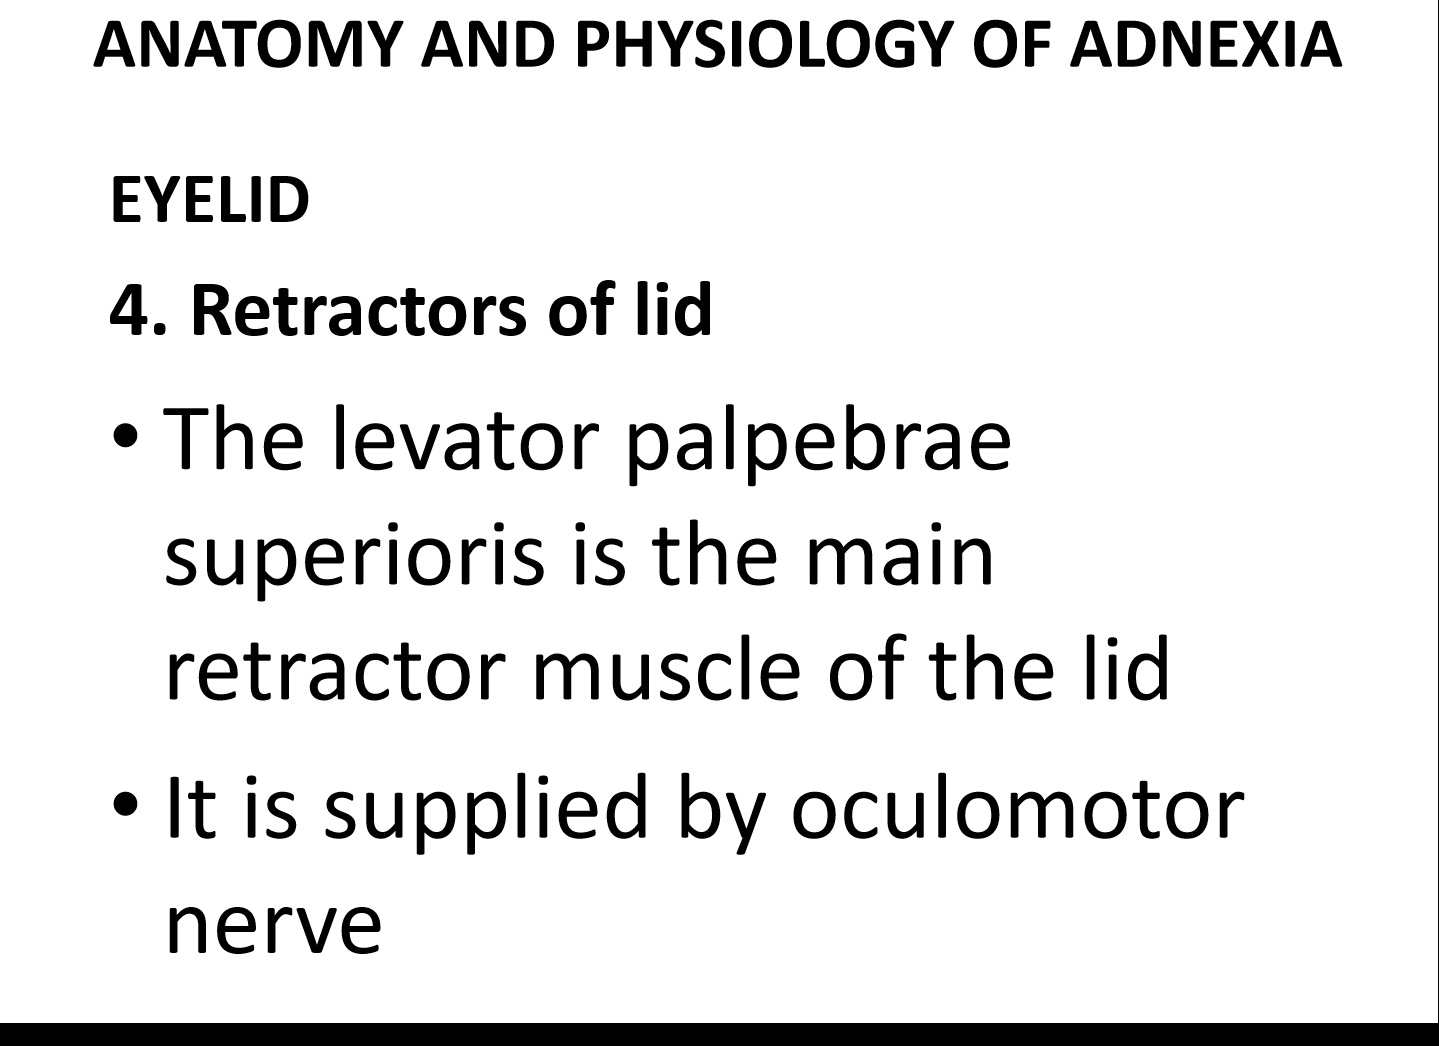 ANATOMY AND PHYSIOLOGY OF ADNEXIA
EYELID
4. Retractors of lid
• The levator palpebrae
superioris is the main
retractor muscle of the lid
• It is supplied by oculomotor
nerve